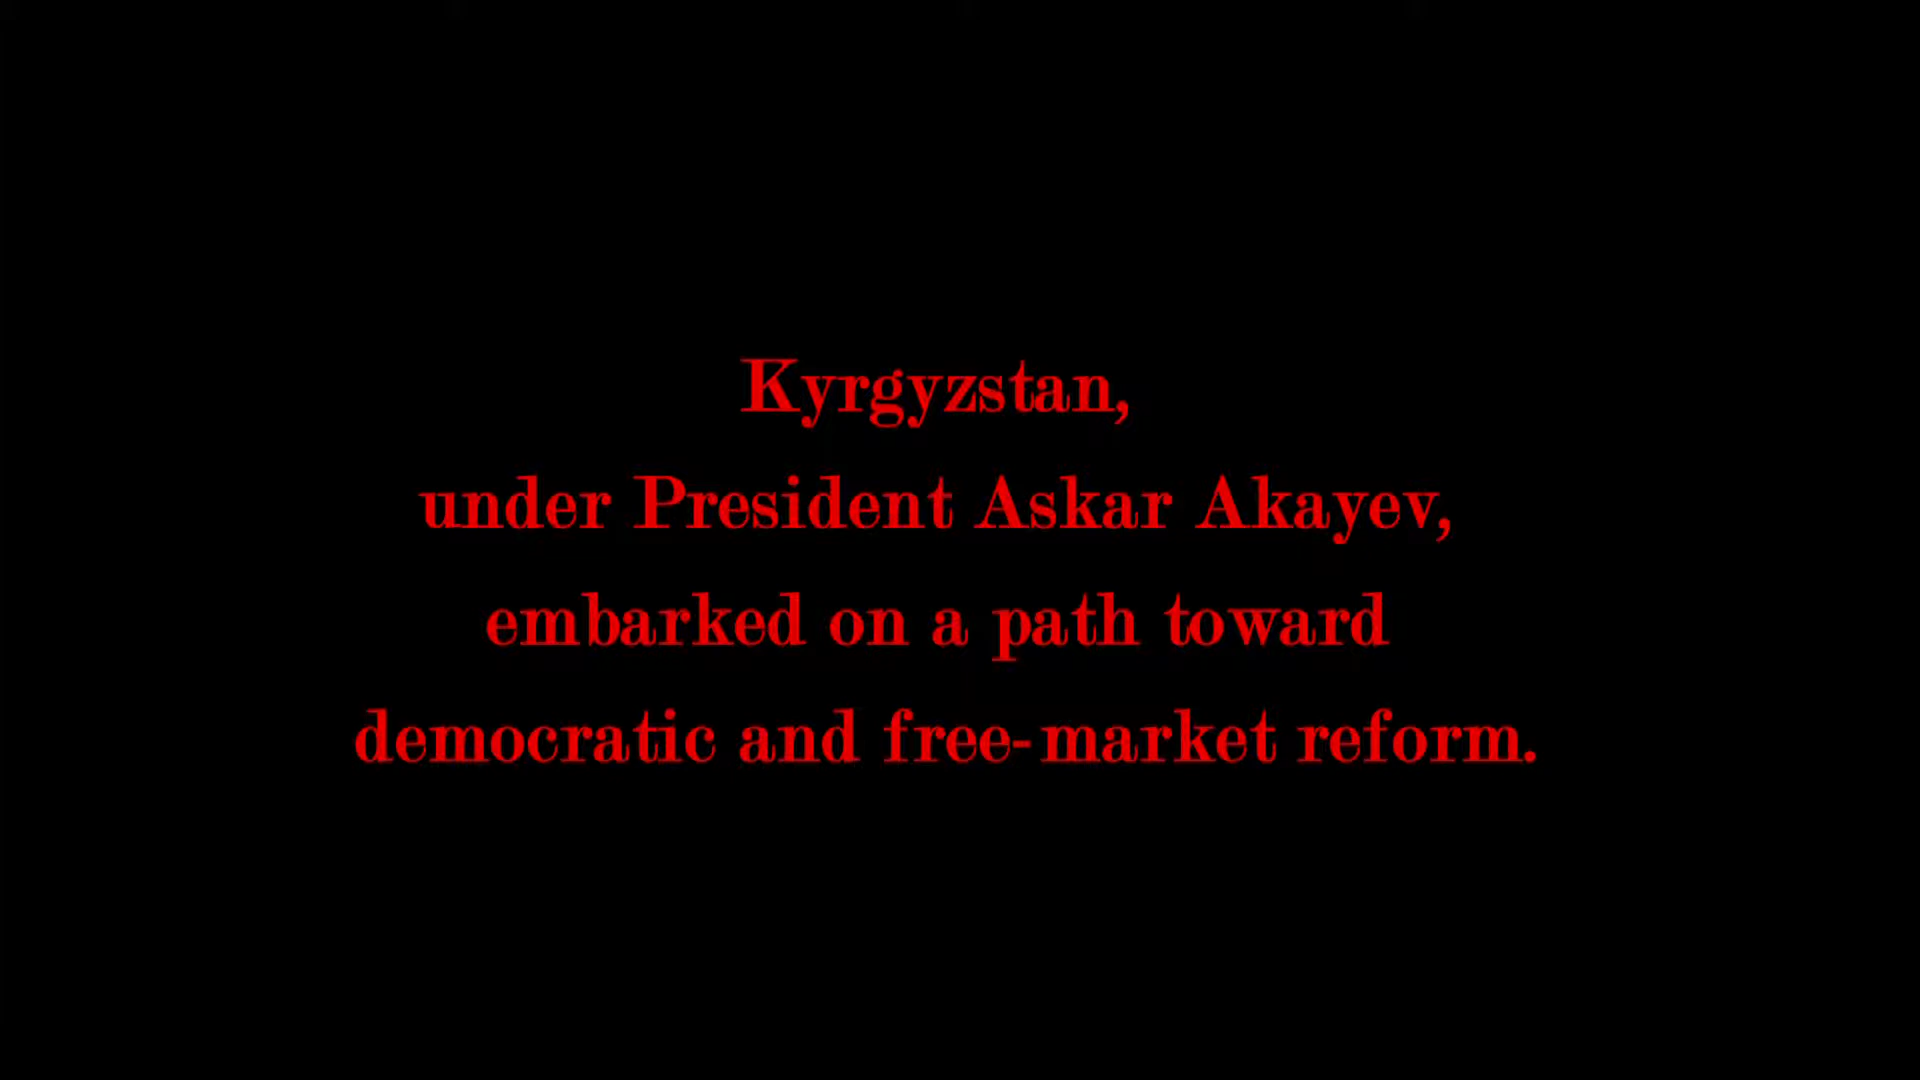 Kyrgyzstan,
under President Askar Akayev,
embarked on a path toward
democratic and free-market reform.